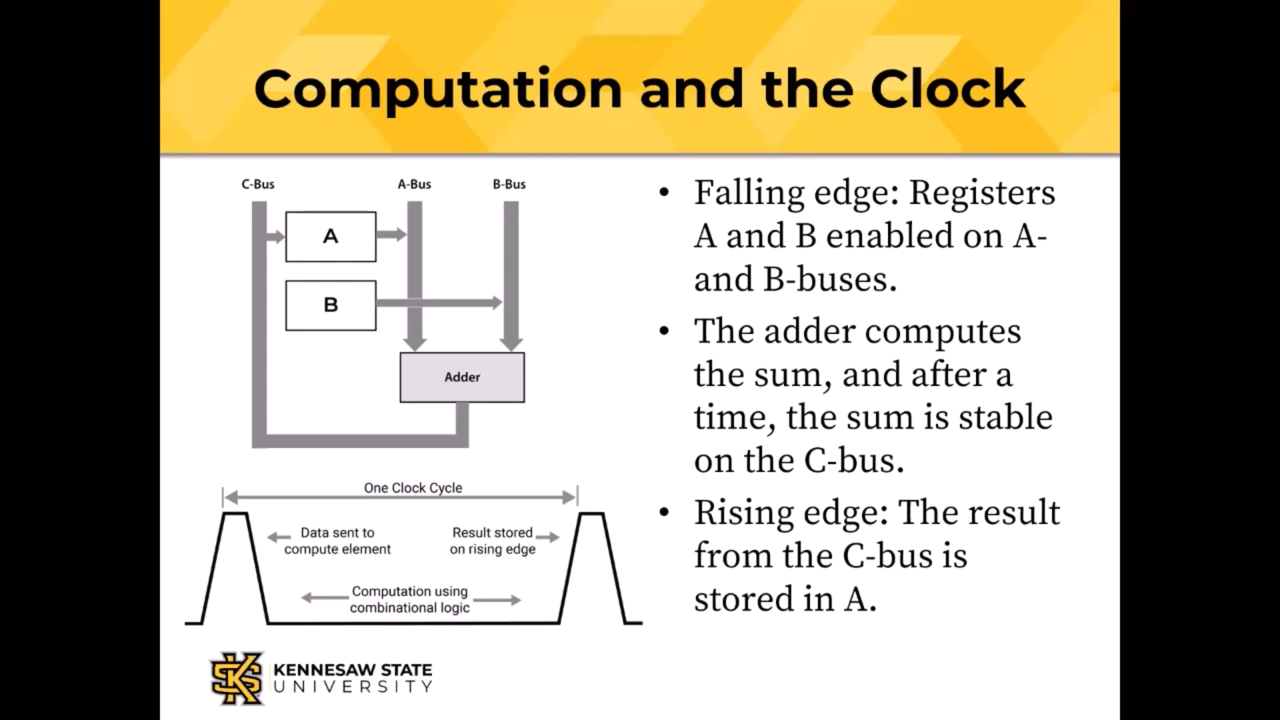 Computation and the Clock
C-Bus
A-Bus
B-Bus
A
B
Adder
One Clock Cycle
Data sent to
compute element
Result stored
on rising edge
Computation using
combinational logic
• Falling edge: Registers
A and B enabled on A-
and B-buses.
• The adder computes
the sum, and after a
time, the sum is stable
on the C-bus.
• Rising edge: The result
from the C-bus is
stored in A.
KS
KENNESAW STATE
UNIVERSITY